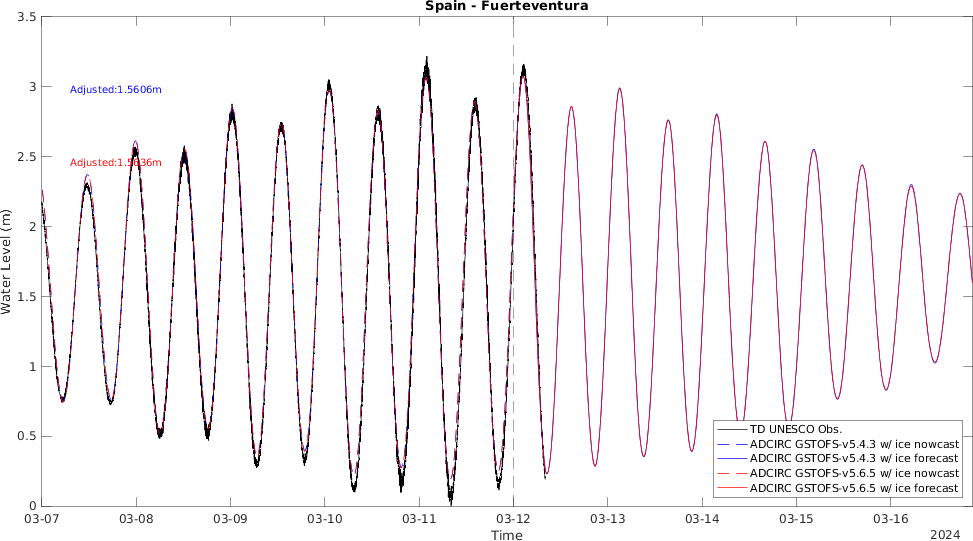 Spain - Fuerteventura
3.5
3
2.5
2
1.5
1
0.5
0
Water Level (m)
Adjusted:1.5606m
Adjusted:1.5636m
TD UNESCO Obs.
ADCIRC GSTOFS-v5.4.3 w/ ice nowcast
ADCIRC GSTOFS-v5.4.3 w/ ice forecast
ADCIRC GSTOFS-v5.6.5 w/ ice nowcast
ADCIRC GSTOFS-v5.6.5 w/ ice forecast
03-07 03-08 03-09 03-10 03-11 03-12 03-13 03-14 03-15 03-16
Time
2024